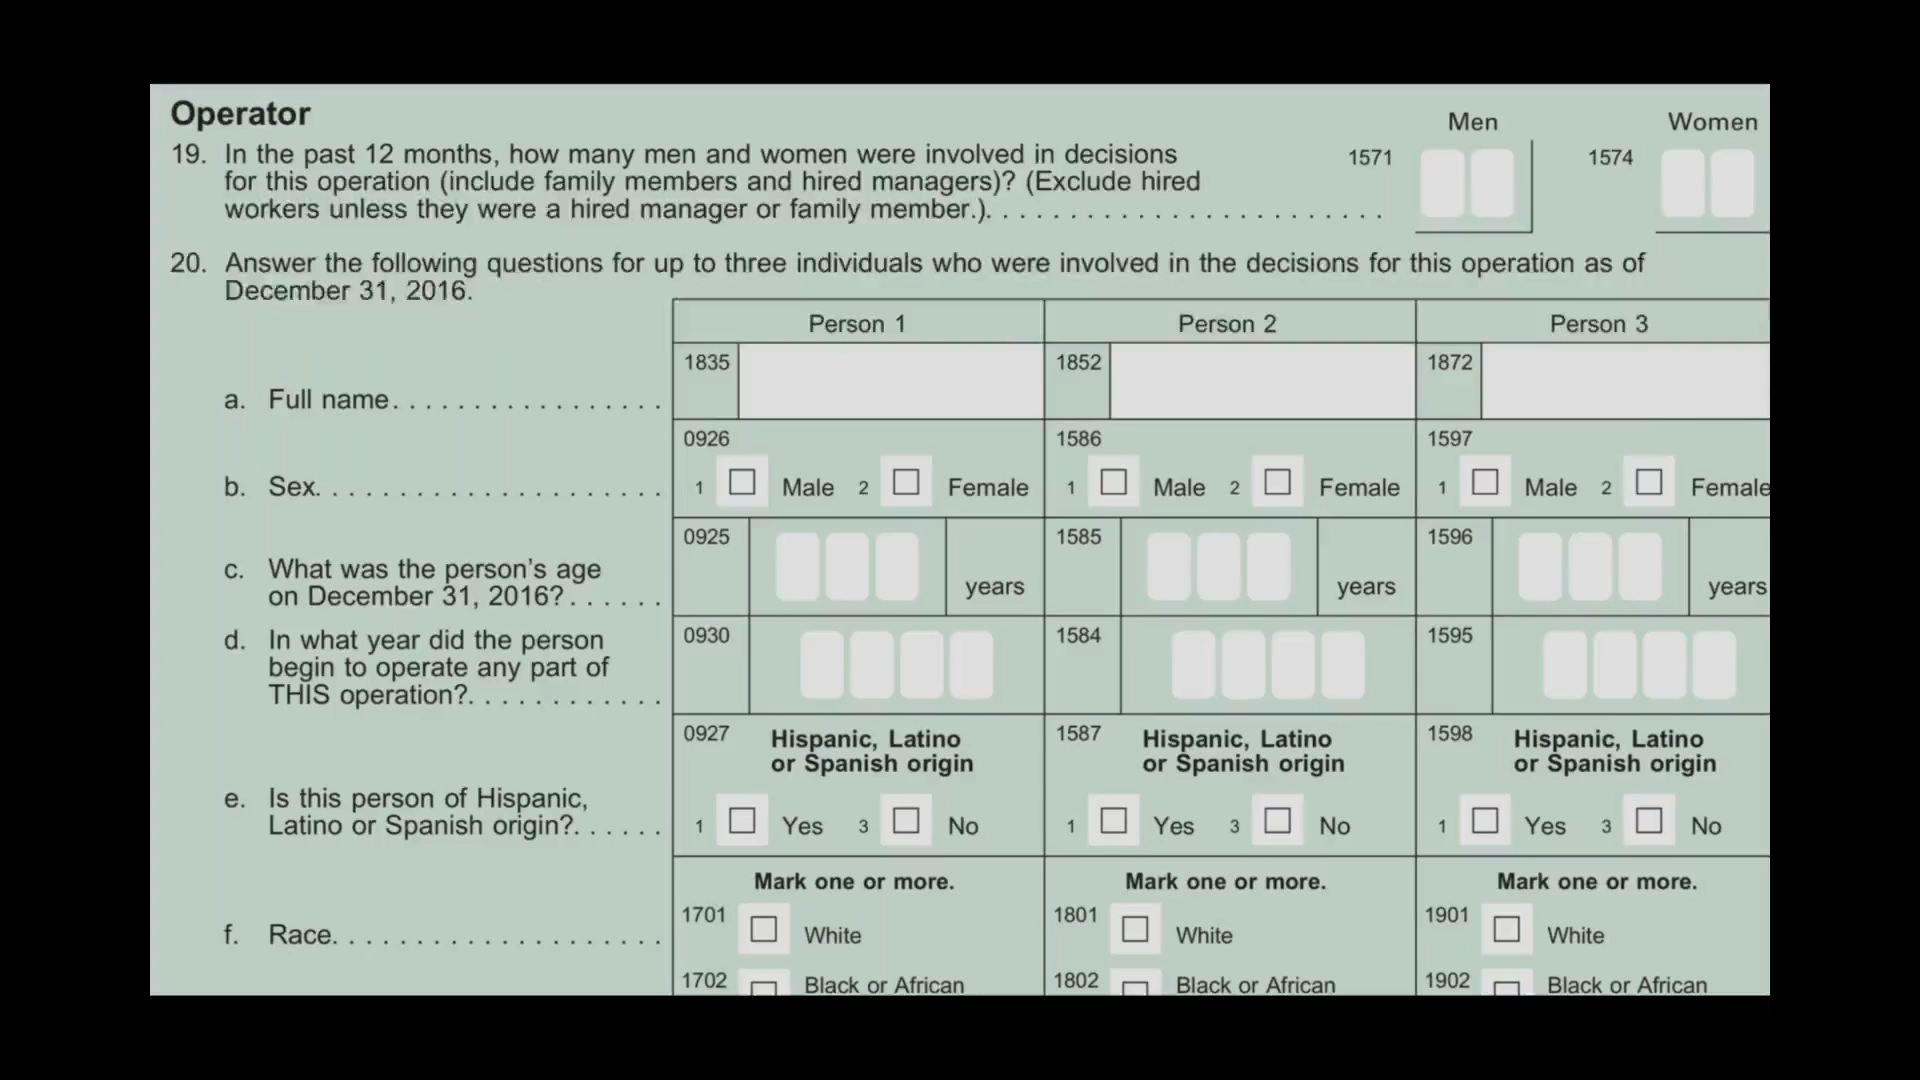 Operator
Men Women
19. In the past 12 months, how many men and women were involved in decisions
for this operation (include family members and hired managers)? (Exclude hired
workers unless they were a hired manager or family member.). . . . . . . . . . . . . . . . . . . . . . . .
1571 1574
20. Answer the following questions for up to three individuals who were involved in the decisions for this operation as of
December 31, 2016.
Person 1 Person 2 Person 3
1835 1852 1872
a. Full name. . . . . . . . . . . . . . . . .
0926 1586 1597
b. Sex. . . . . . . . . . . . . . . . . . . . . .
1 Male 2 Female 1 Male 2 Female 1 Male 2 Female
0925 1585 1596
c. What was the person's age
on December 31, 2016?. . . . . .
years years years
0930 1584 1595
d. In what year did the person
begin to operate any part of
THIS operation?. . . . . . . . . . . .
0927 1587 1598
Hispanic, Latino Hispanic, Latino Hispanic, Latino
or Spanish origin or Spanish origin or Spanish origin
e. Is this person of Hispanic,
Latino or Spanish origin?. . . . . .
1 Yes 3 No 1 Yes 3 No 1 Yes 3 No
Mark one or more. Mark one or more. Mark one or more.
f. Race. . . . . . . . . . . . . . . . . . . . .
1701 White 1801 White 1901 White
1702 Black or African 1802 Black or African 1902 Black or African